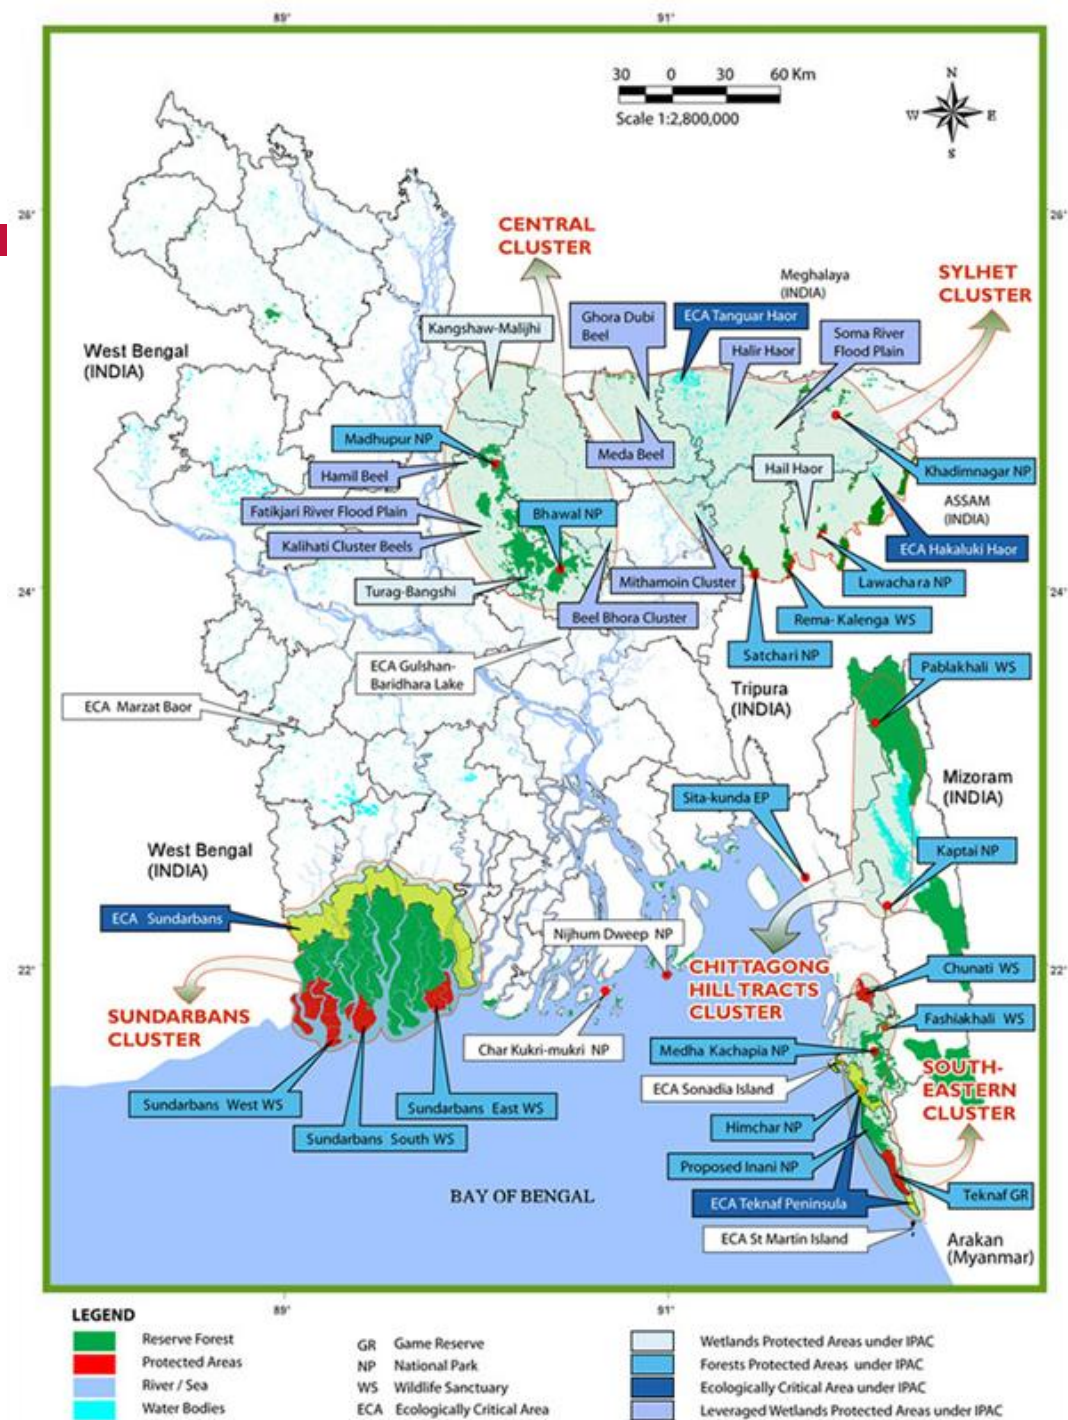 89°
91°
30 0 30 60 Km
Scale 1:2,800,000
N
W E
S
26°
26°
CENTRAL
CLUSTER
Meghalaya
(INDIA)
SYLHET
CLUSTER
Ghora Dubi
Beel
ECA Tanguar Haor
Kangshaw-Malijhi
Halir Haor
Soma River
Flood Plain
West Bengal
(INDIA)
Madhupur NP
Meda Beel
Hail Haor
Khadimnagar NP
Hamil Beel
Fatikjari River Flood Plain
Bhawal NP
ASSAM
(INDIA)
Kalihati Cluster Beels
ECA Hakaluki Haor
Turag-Bangshi
Mithamoin Cluster
Lawachara NP
24°
24°
Beel Bhora Cluster
Rema- Kalenga WS
Satchari NP
ECA Gulshan-
Baridhara Lake
Pablakhali WS
Tripura
(INDIA)
ECA Marzat Baor
Mizoram
(INDIA)
Sita-kunda EP
West Bengal
(INDIA)
Kaptai NP
ECA Sundarbans
Nijhum Dweep NP
22°
22°
CHITTAGONG
HILL TRACTS
CLUSTER
Chunati WS
SUNDARBANS
CLUSTER
Fashiakhali WS
Char Kukri-mukri NP
Medha Kachapia NP
SOUTH-
EASTERN
CLUSTER
ECA Sonadia Island
Sundarbans West WS
Sundarbans East WS
Himchar NP
Sundarbans South WS
Proposed Inani NP
BAY OF BENGAL
ECA Teknaf Peninsula
Teknaf GR
ECA St Martin Island
Arakan
(Myanmar)
89°
91°
LEGEND
Reserve Forest
Protected Areas
River / Sea
Water Bodies
GR Game Reserve
NP National Park
WS Wildlife Sanctuary
ECA Ecologically Critical Area
Wetlands Protected Areas under IPAC
Forests Protected Areas under IPAC
Ecologically Critical Area under IPAC
Leveraged Wetlands Protected Areas under IPAC